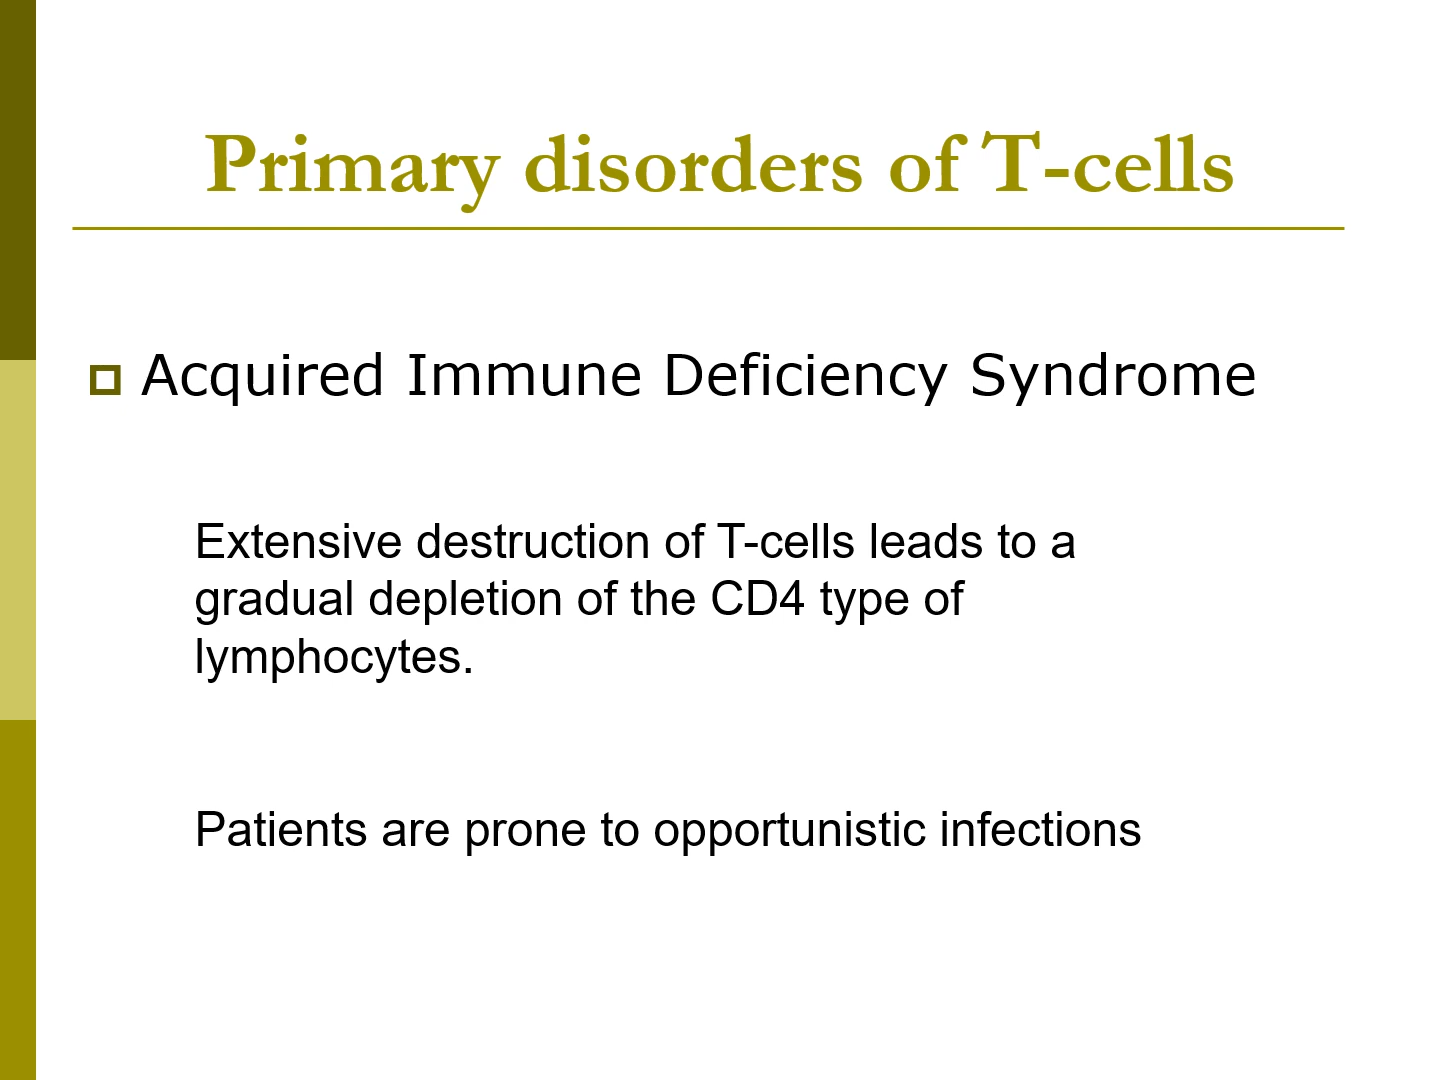 Primary disorders of T-cells
Acquired Immune Deficiency Syndrome
Extensive destruction of T-cells leads to a
gradual depletion of the CD4 type of
lymphocytes.
Patients are prone to opportunistic infections